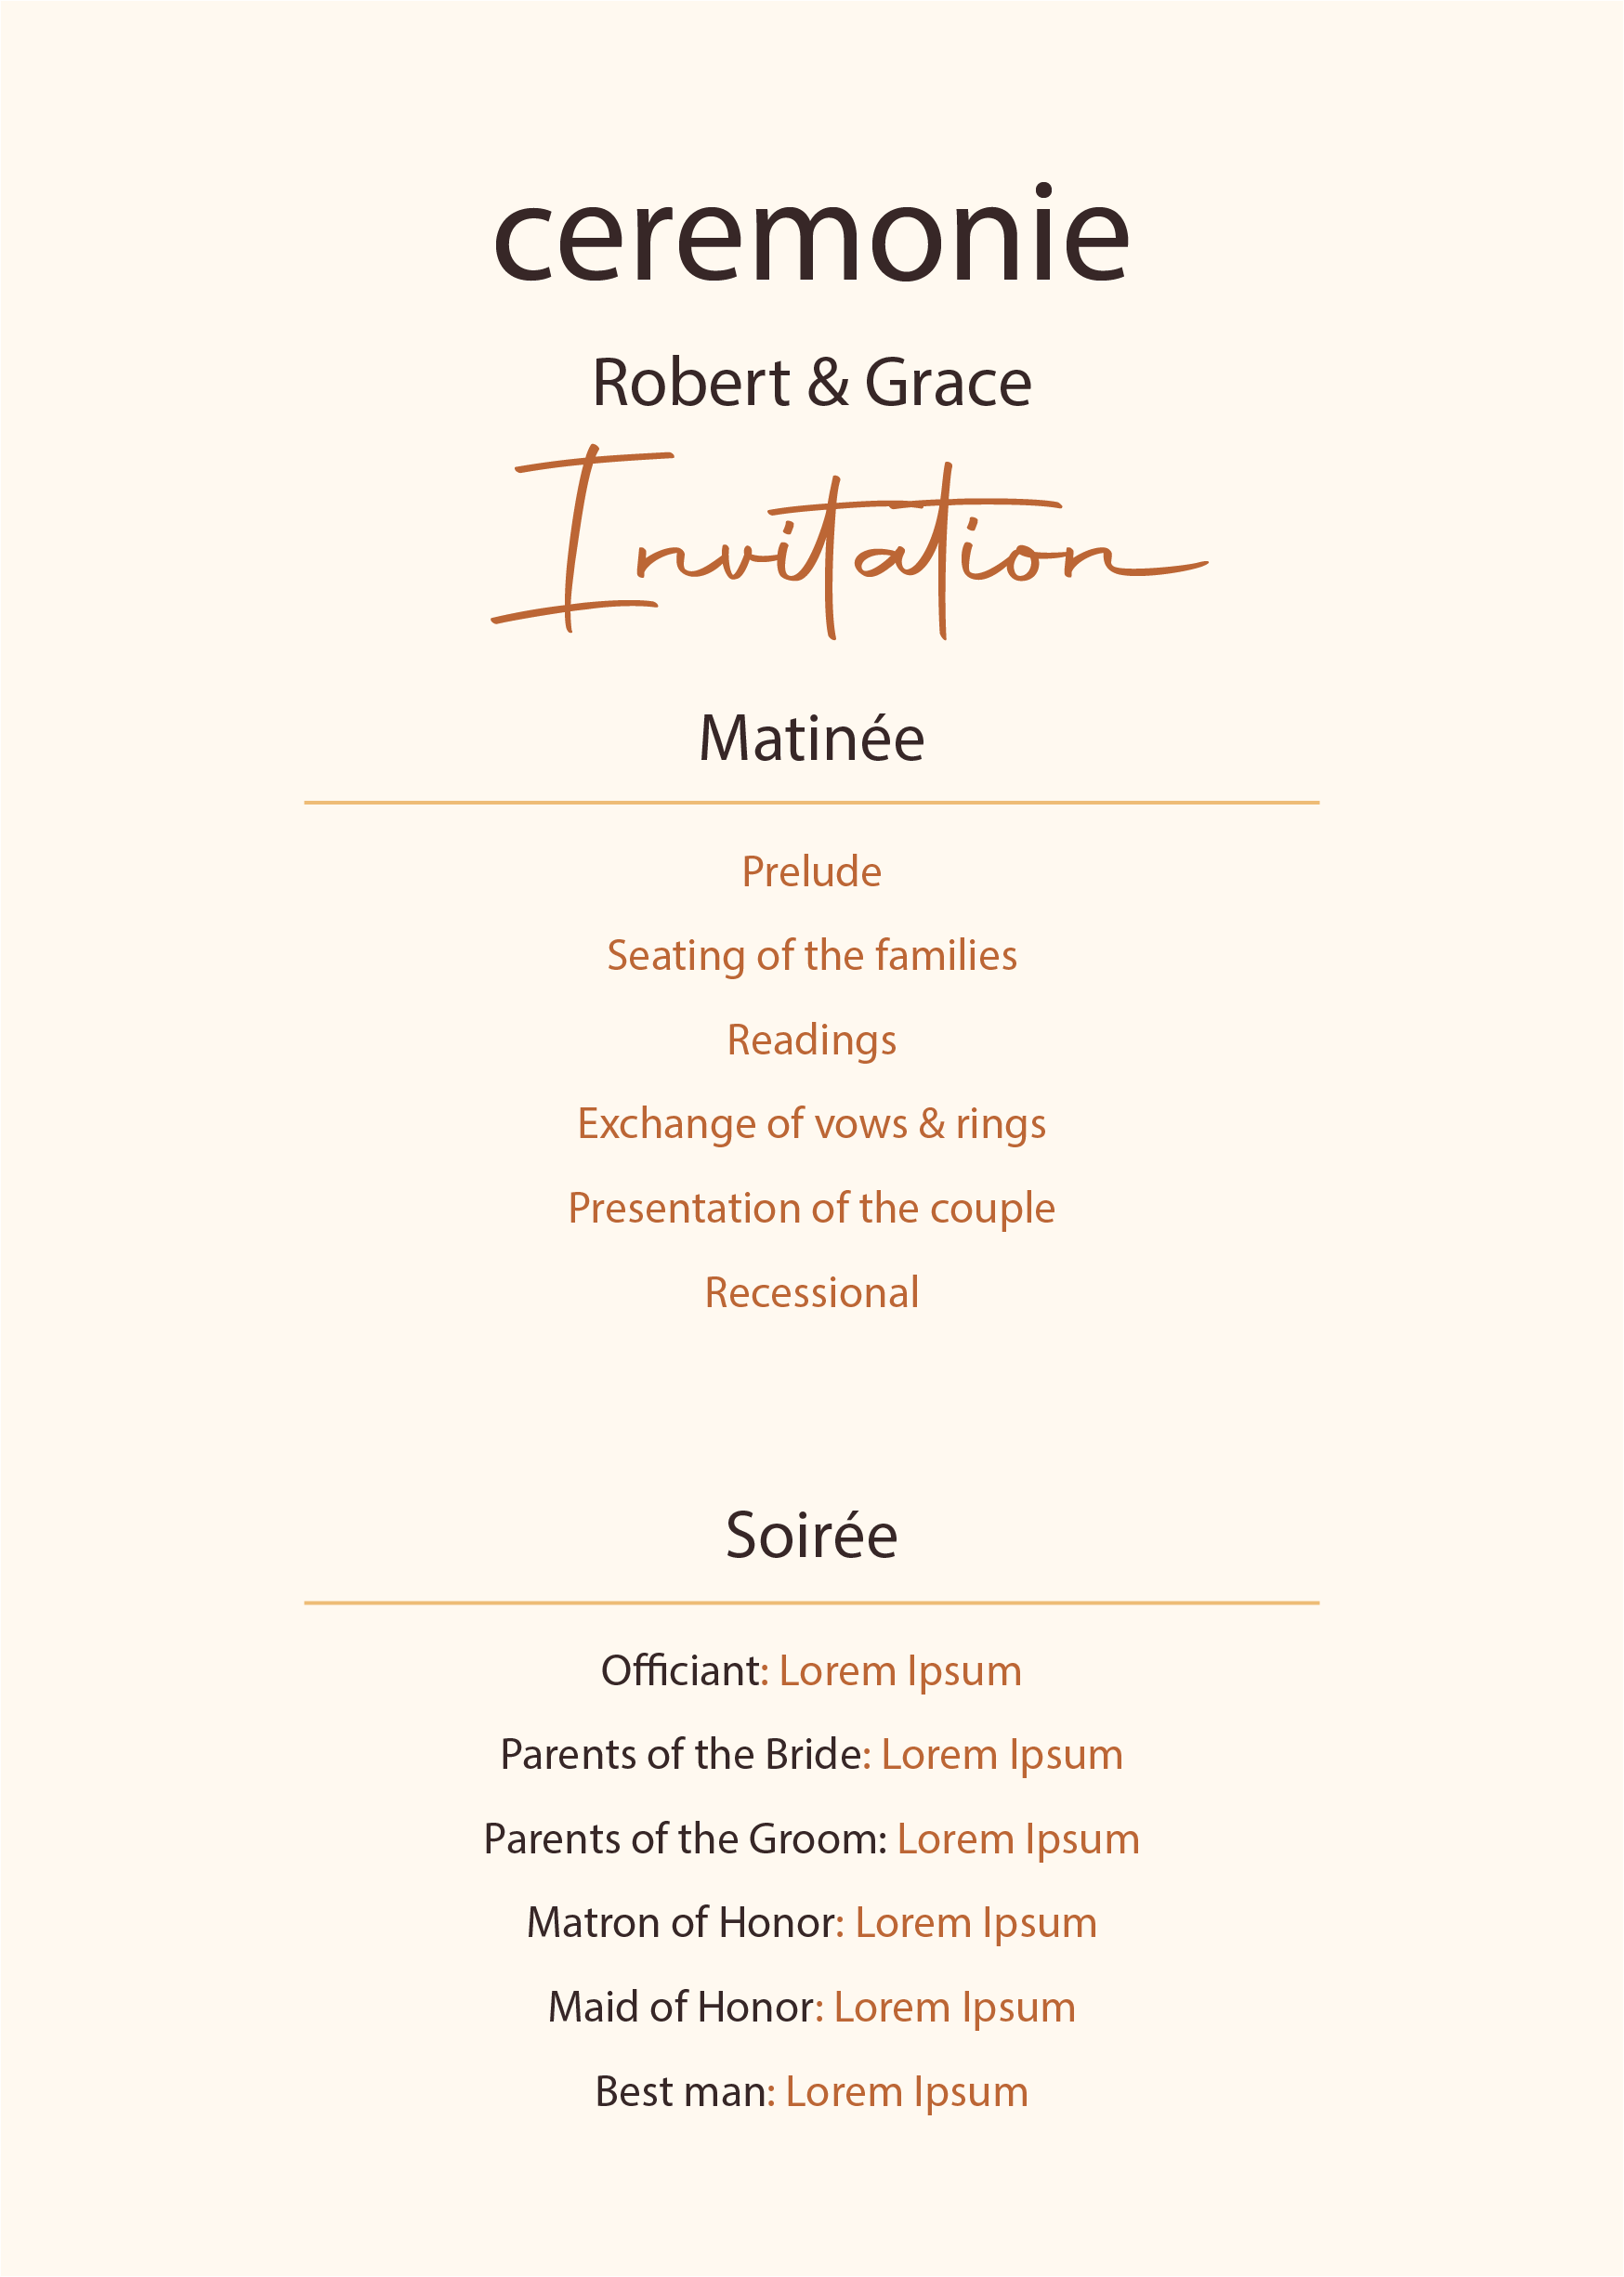 ceremonie
Robert & Grace
Invitation
Matinée
Prelude
Seating of the families
Readings
Exchange of vows & rings
Presentation of the couple
Recessional
Soirée
Officiant: Lorem Ipsum
Parents of the Bride: Lorem Ipsum
Parents of the Groom: Lorem Ipsum
Matron of Honor: Lorem Ipsum
Maid of Honor: Lorem Ipsum
Best man: Lorem Ipsum